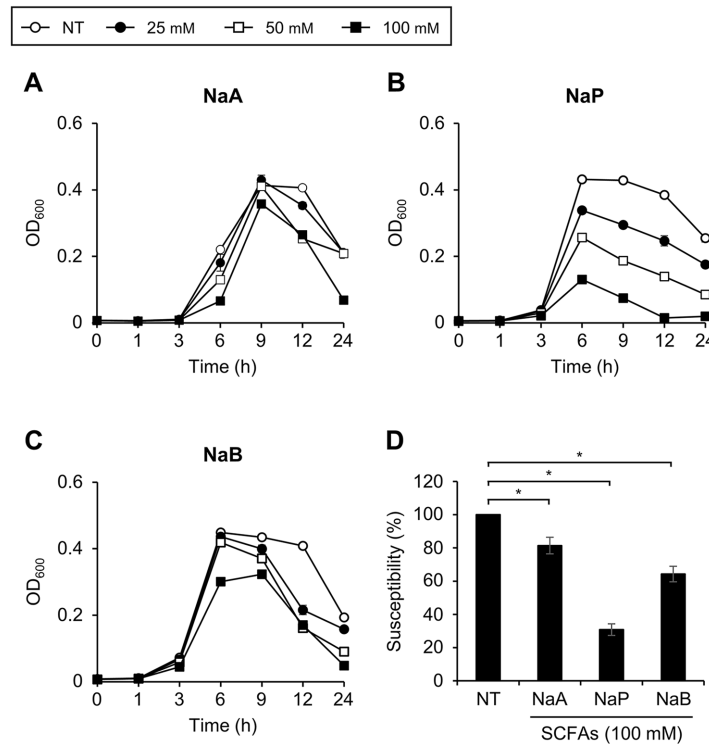 NT 25 mM 50 mM 100 mM
A B
NaA NaP
0.6 0.6
0.4 0.4
OD600 OD600
0.2 0.2
0 0
0 1 3 6 9 12 24 0 1 3 6 9 12 24
Time (h) Time (h)
C D
NaB
* 
*
*
0.6
0.4
OD600
0.2
0
0 1 3 6 9 12 24
Time (h)
120
100
80
60
40
20
0
Susceptibility (%)
NT NaA NaP NaB
SCFAs (100 mM)